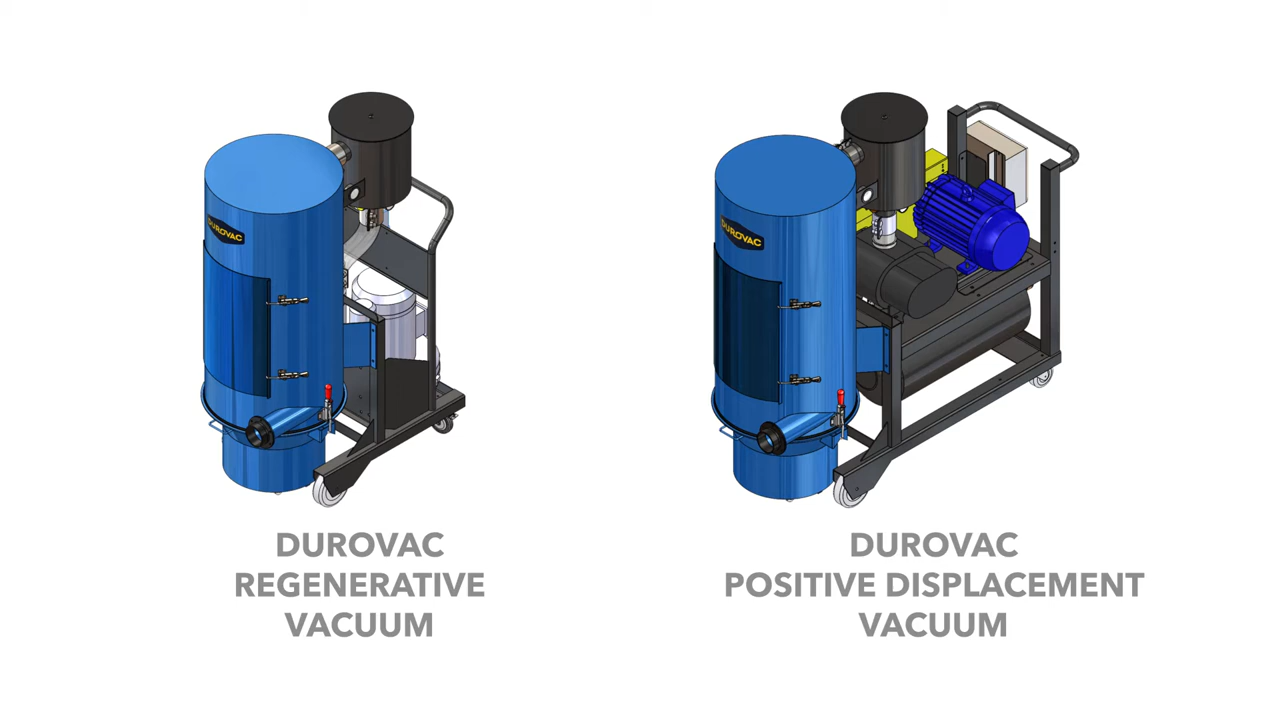 DUROVAC
DUROVAC
DUROVAC
REGENERATIVE
VACUUM
DUROVAC
POSITIVE DISPLACEMENT
VACUUM